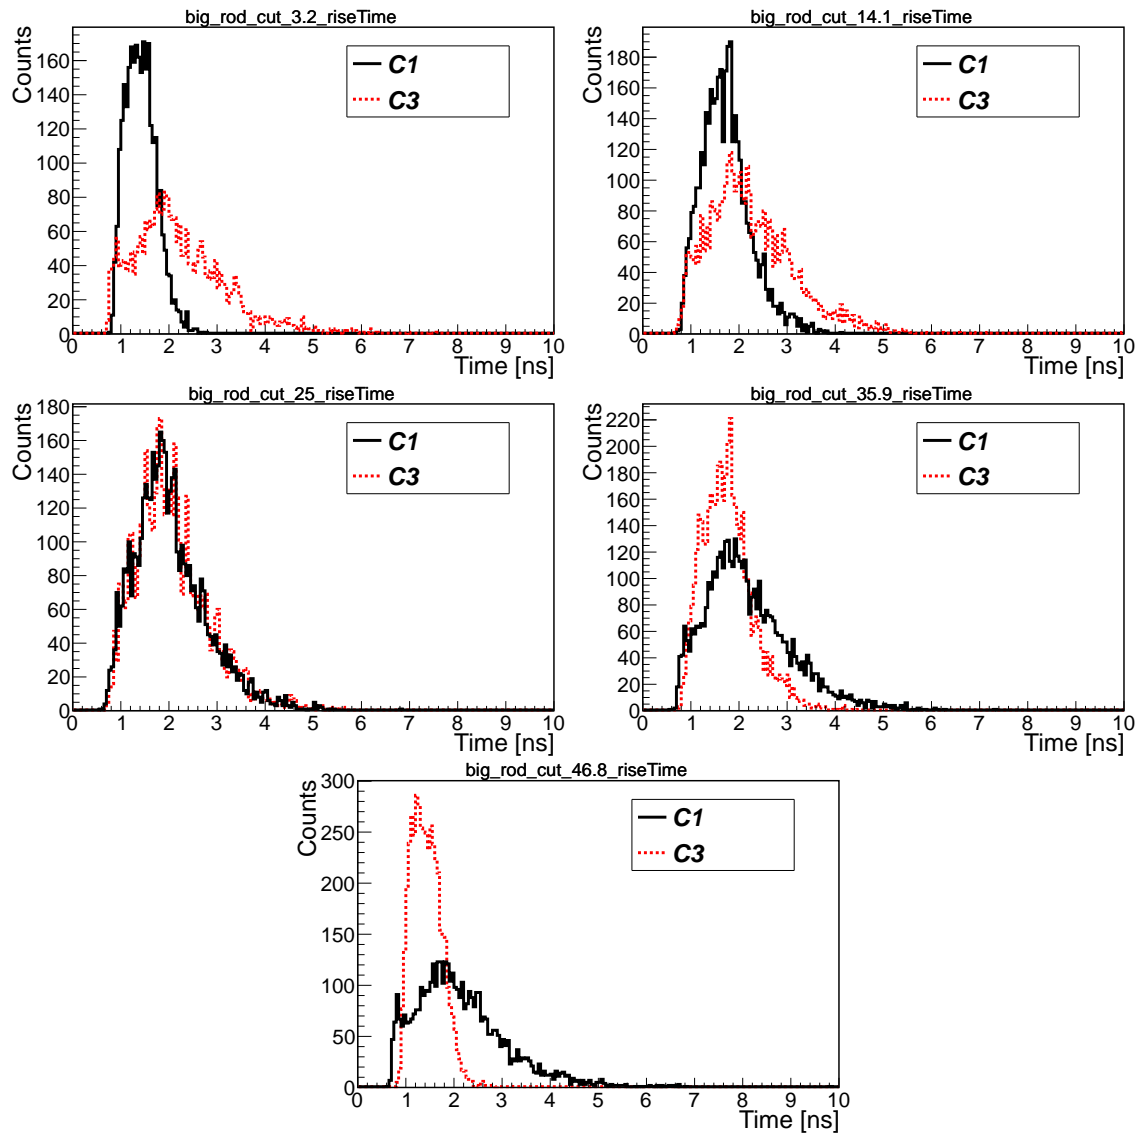 big_rod_cut_3.2_riseTime
Counts
160
140
120
100
80
60
40
20
0
C1
C3
0 1 2 3 4 5 6 7 8 9 10
Time [ns]
big_rod_cut_14.1_riseTime
Counts
180
160
140
120
100
80
60
40
20
0
C1
C3
0 1 2 3 4 5 6 7 8 9 10
Time [ns]
big_rod_cut_25_riseTime
Counts
180
160
140
120
100
80
60
40
20
0
C1
C3
0 1 2 3 4 5 6 7 8 9 10
Time [ns]
big_rod_cut_35.9_riseTime
Counts
220
200
180
160
140
120
100
80
60
40
20
0
C1
C3
0 1 2 3 4 5 6 7 8 9 10
Time [ns]
big_rod_cut_46.8_riseTime
Counts
300
250
200
150
100
50
0
C1
C3
0 1 2 3 4 5 6 7 8 9 10
Time [ns]